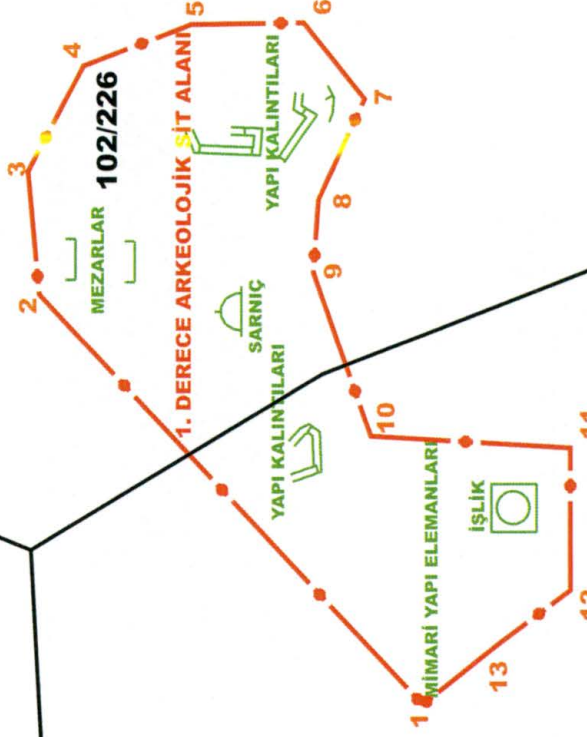 6
5
4
7
1. DERECE ARKEOLOJİK SİT ALANI
102/226
YAPI KALINTILARI
3
8
MEZARLAR
9
2
SARNIÇ
YAPI KALINTILARI
10
11
MİMARİ YAPI ELEMANLARI
İŞLİK
12
13
1